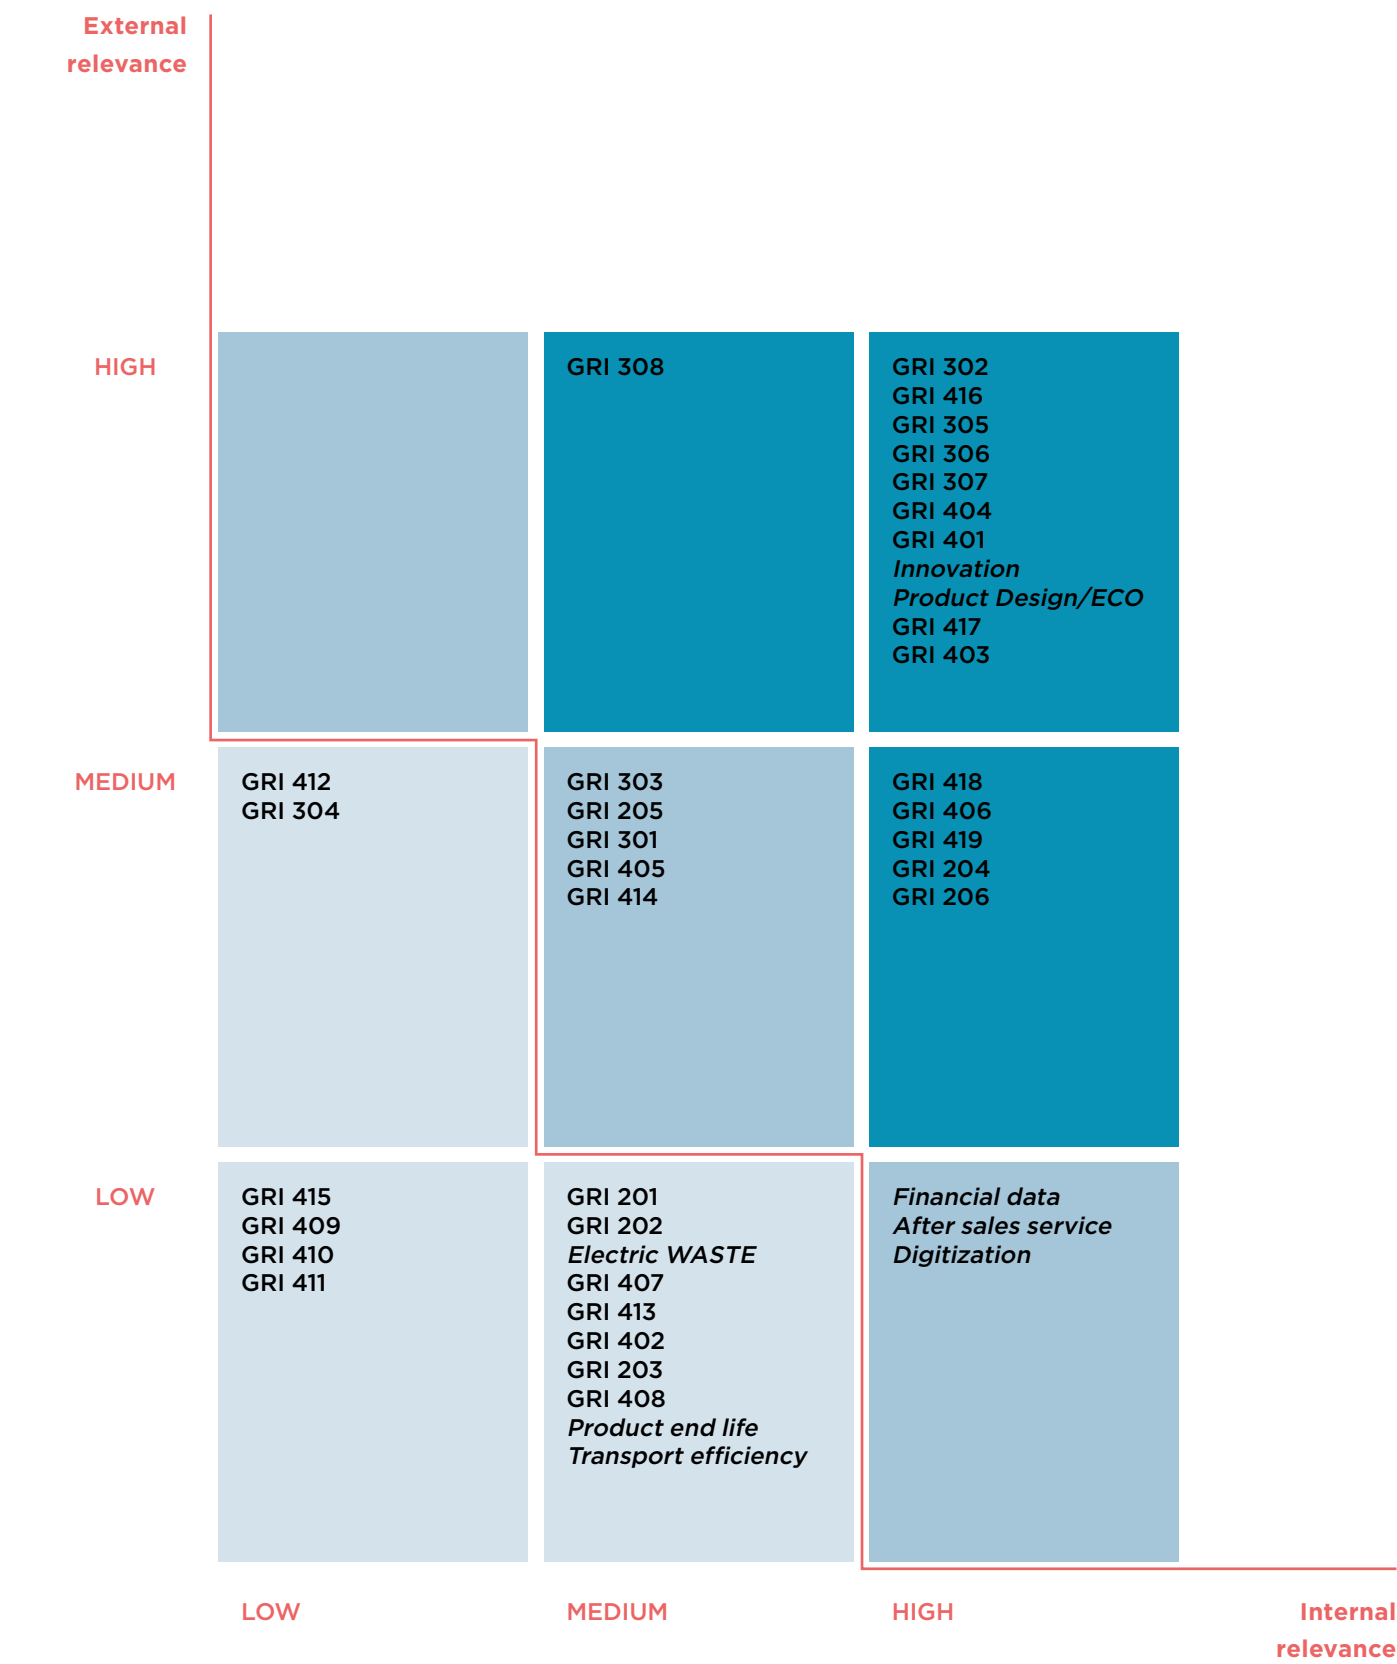 External
relevance
HIGH
GRI 308
GRI 302
GRI 416
GRI 305
GRI 306
GRI 307
GRI 404
GRI 401
Innovation
Product Design/ECO
GRI 417
GRI 403
MEDIUM
GRI 412
GRI 304
GRI 303
GRI 205
GRI 301
GRI 405
GRI 414
GRI 418
GRI 406
GRI 419
GRI 204
GRI 206
LOW
GRI 415
GRI 409
GRI 410
GRI 411
GRI 201
GRI 202
Electric WASTE
GRI 407
GRI 413
GRI 402
GRI 203
GRI 408
Product end life
Transport efficiency
Financial data
After sales service
Digitization
LOW
MEDIUM
HIGH
Internal
relevance